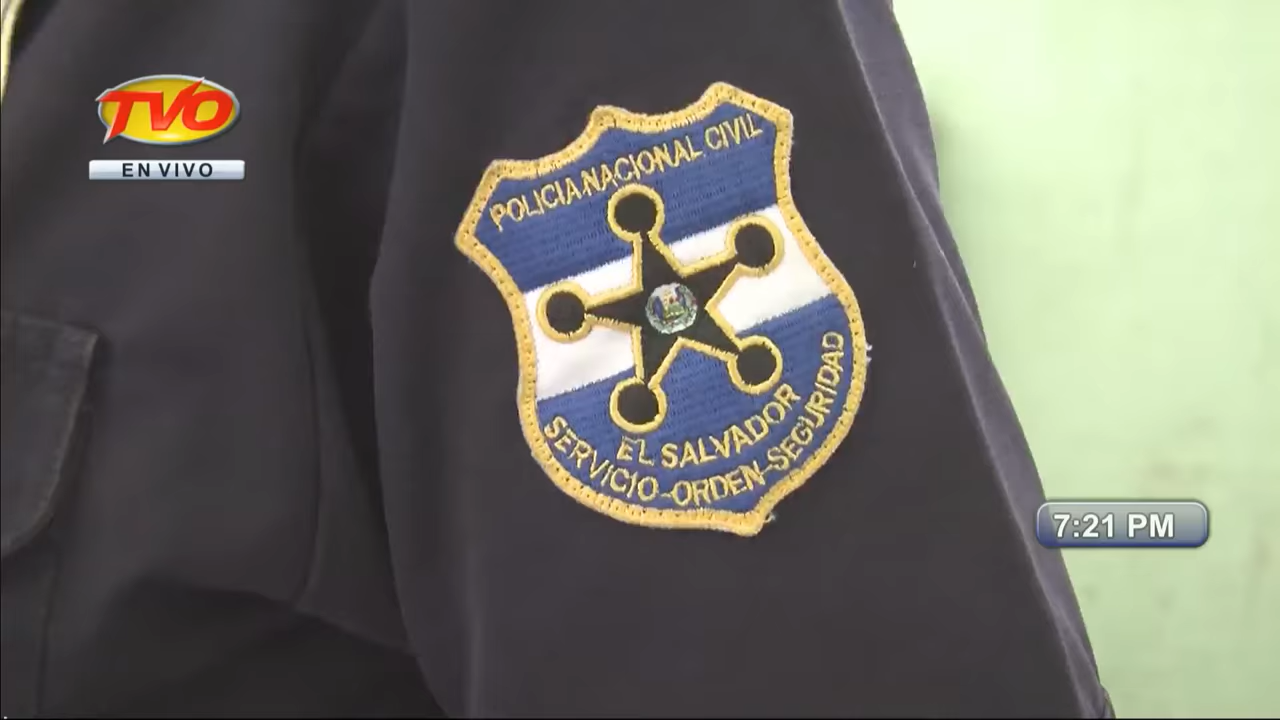 TVO
EN VIVO
POLICIA NACIONAL CIVIL
EL SALVADOR
SERVICIO-ORDEN-SEGURIDAD
7:21 PM